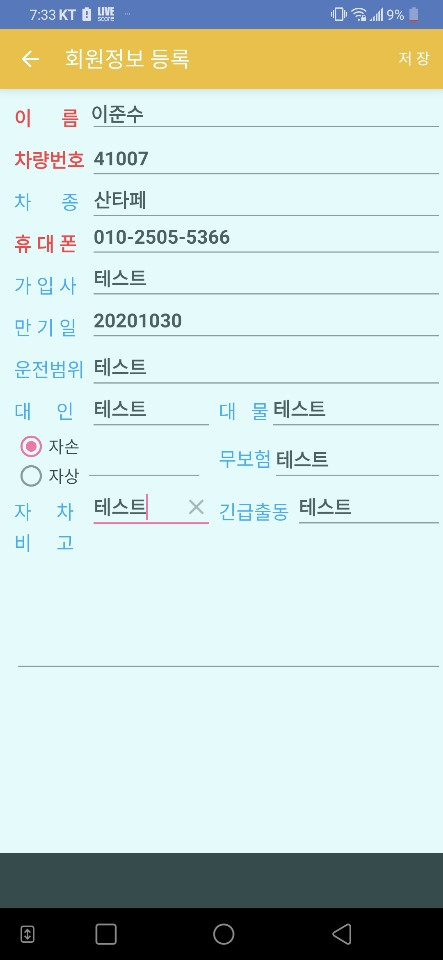 7:33 KT LIVE score ... 9%
회원정보 등록 저장
이 름 이준수
차량번호 41007
차 종 산타페
휴 대 폰 010-2505-5366
가 입 사 테스트
만 기 일 20201030
운전범위 테스트
대 인 테스트 대 물 테스트
자손
무보험 테스트
자상
자 차 테스트 긴급출동 테스트
비 고